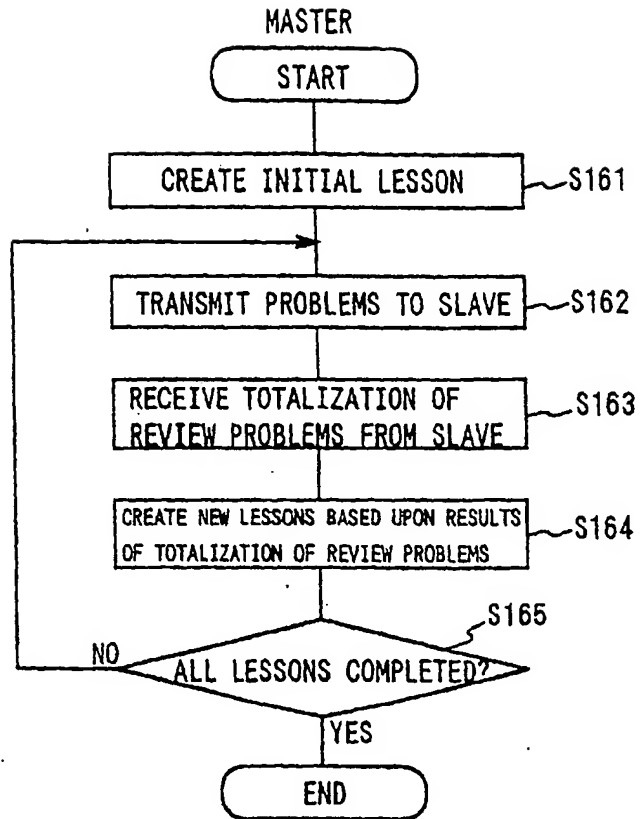 MASTER
START
CREATE INITIAL LESSON
S161
TRANSMIT PROBLEMS TO SLAVE
S162
RECEIVE TOTALIZATION OF
REVIEW PROBLEMS FROM SLAVE
S163
CREATE NEW LESSONS BASED UPON RESULTS
OF TOTALIZATION OF REVIEW PROBLEMS
S164
S165
ALL LESSONS COMPLETED?
NO
YES
END